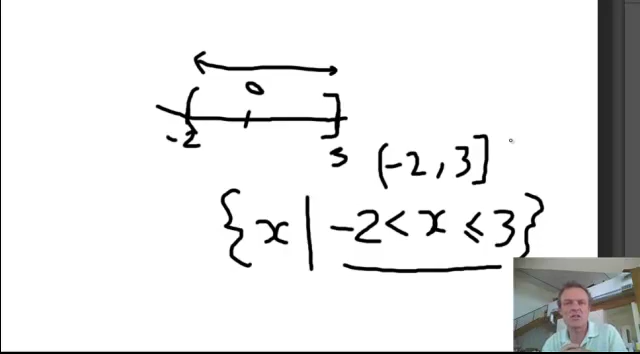 0
-2 3
(-2, 3]
{x | -2 < x ≤ 3}